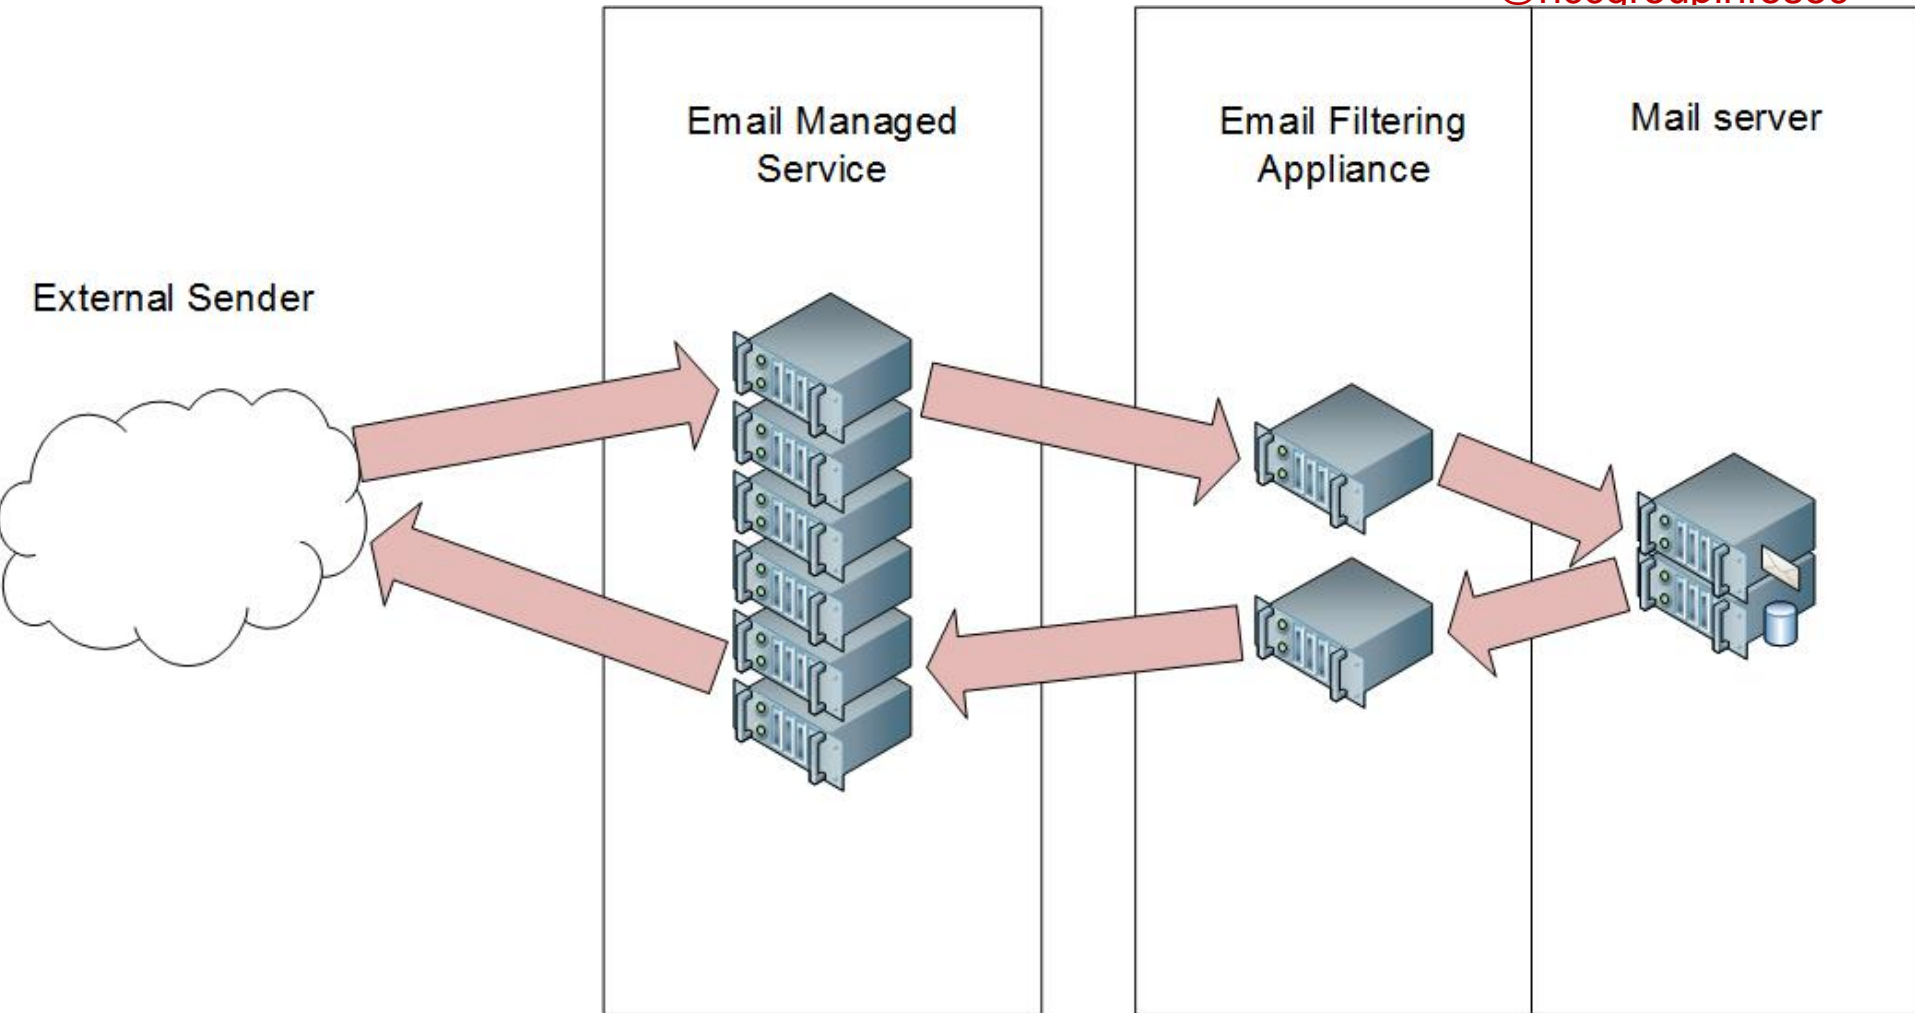 Email Managed
Service
Email Filtering
Appliance
Mail server
External Sender